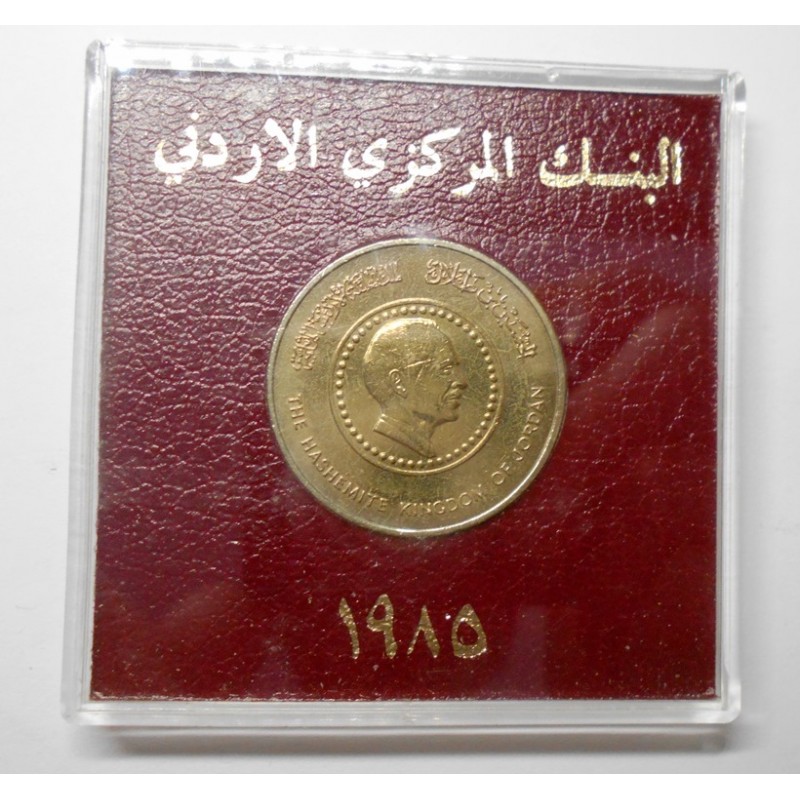 البنك المركزي الاردني
THE HASHEMITE KINGDOM OF JORDAN
١٩٨٥